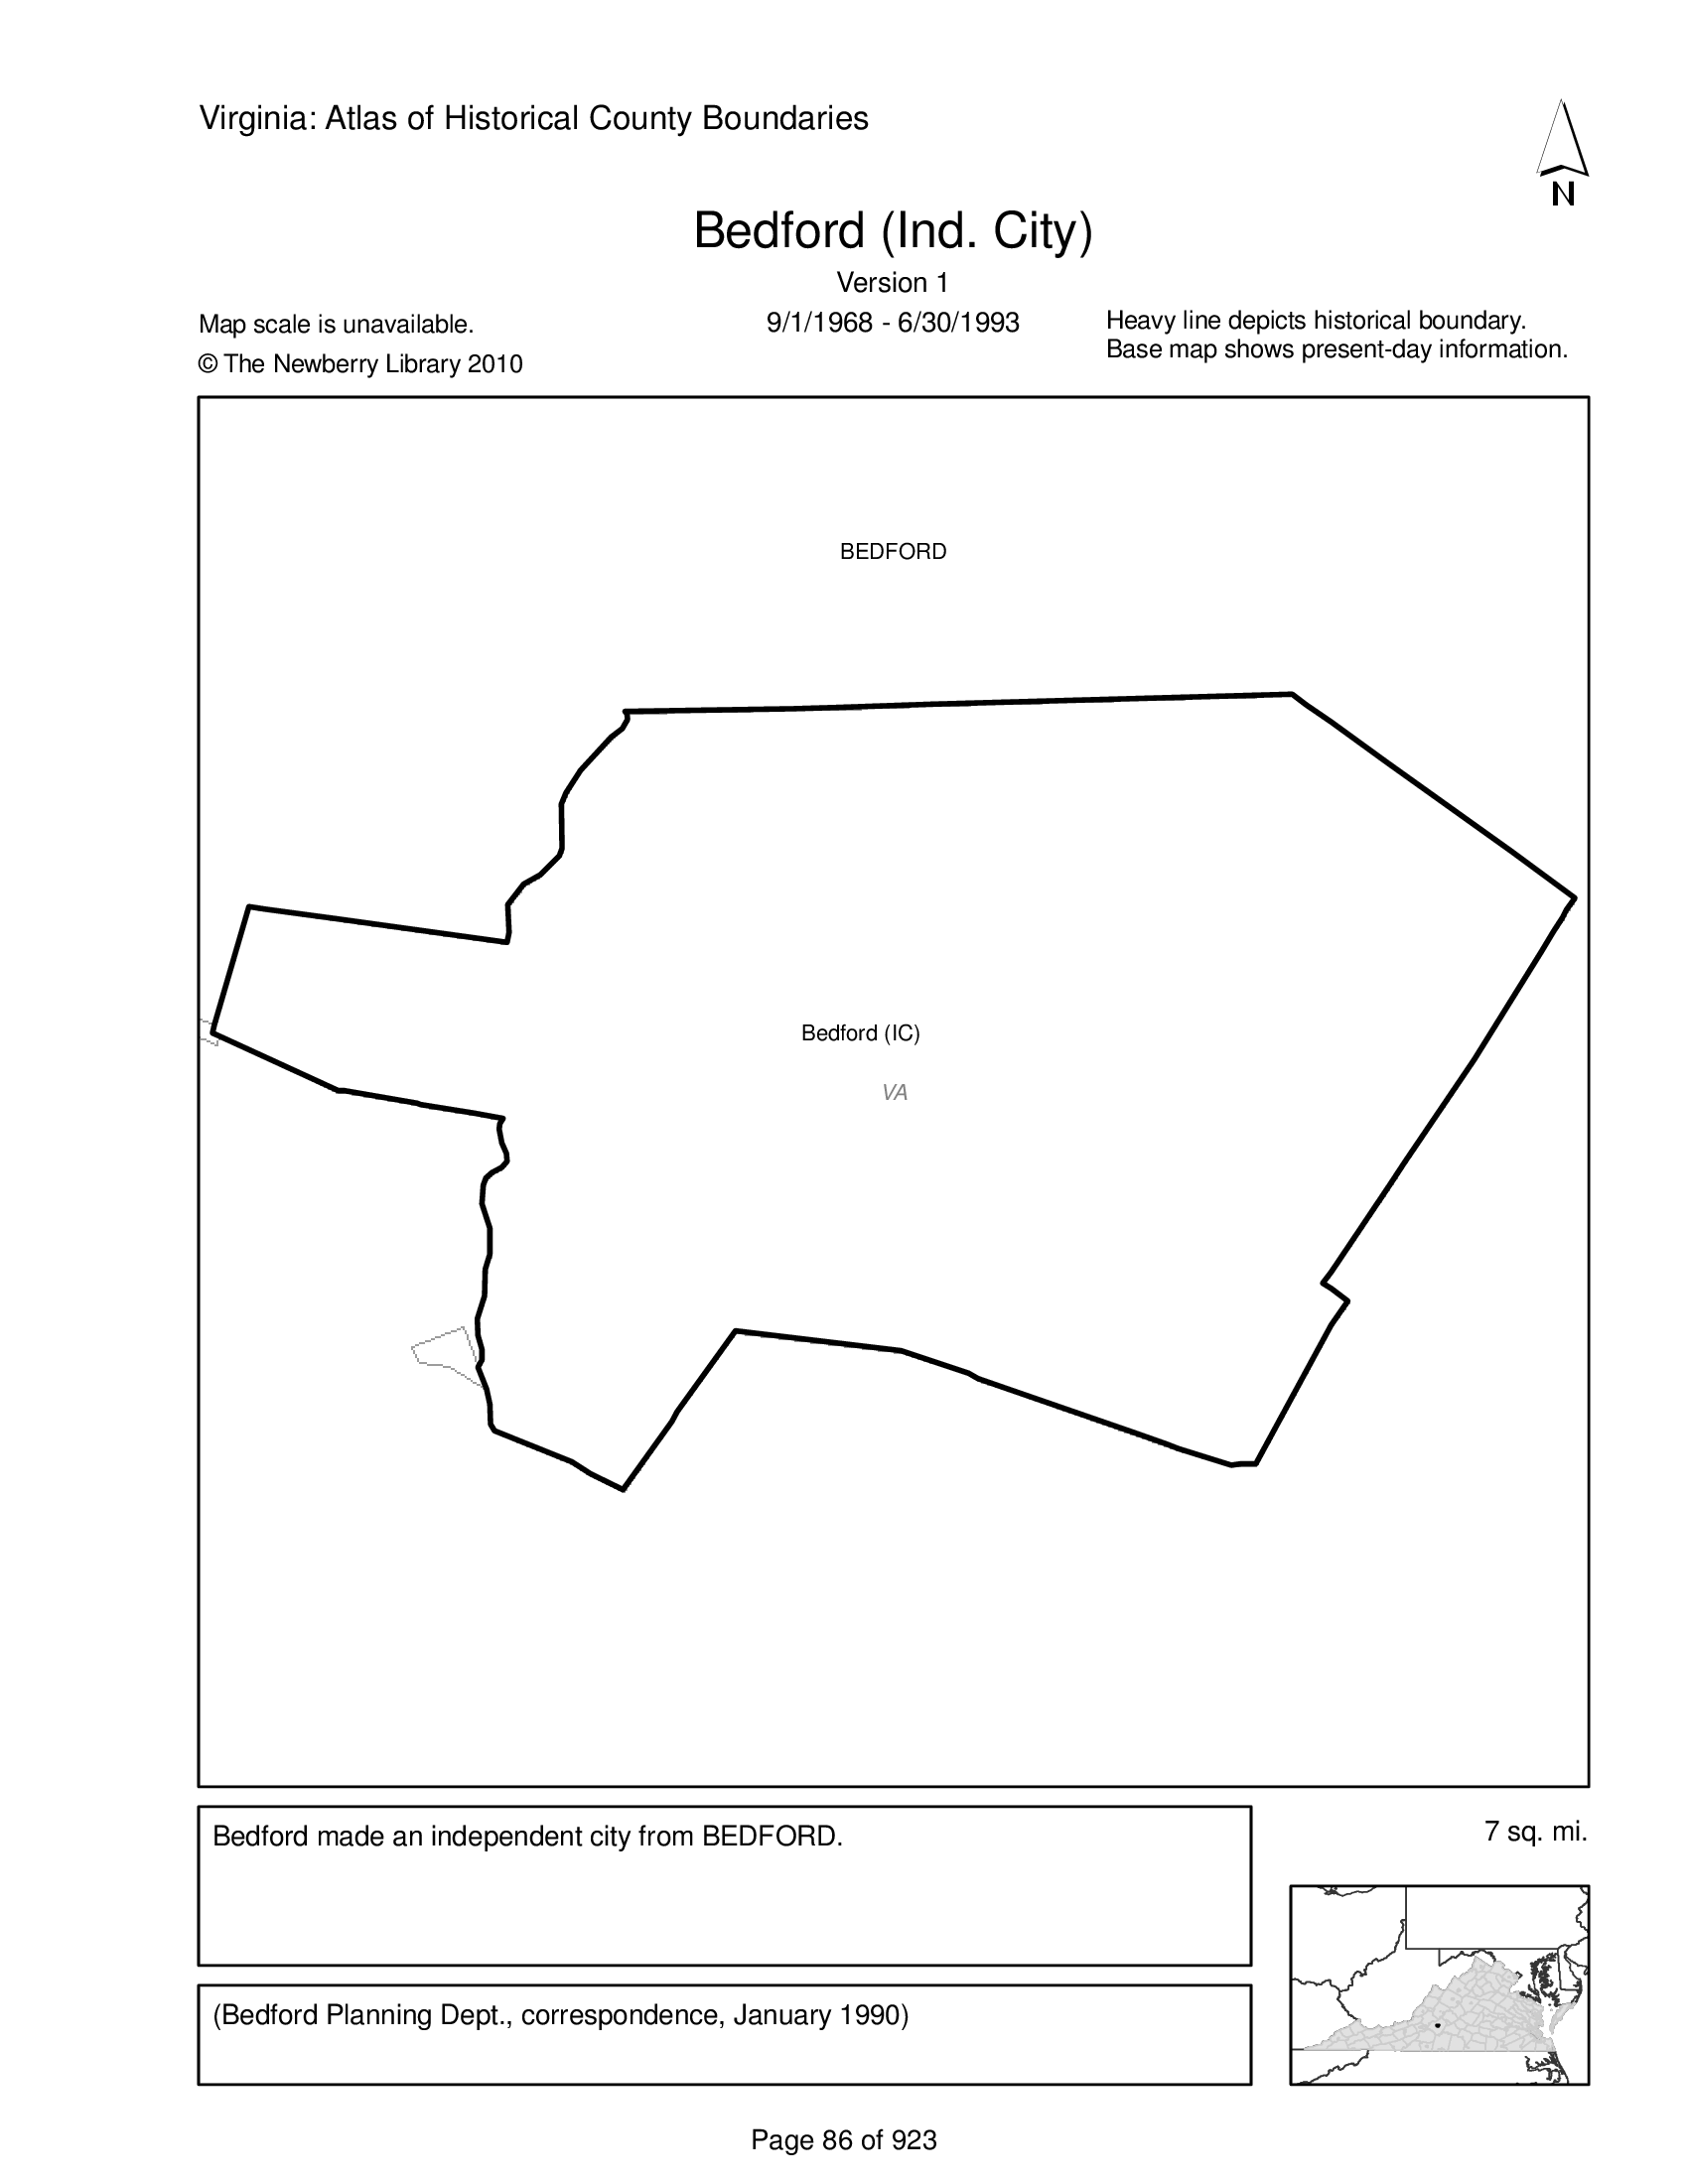 Virginia: Atlas of Historical County Boundaries
N
Bedford (Ind. City)
Version 1
9/1/1968 - 6/30/1993
Map scale is unavailable.
© The Newberry Library 2010
Heavy line depicts historical boundary.
Base map shows present-day information.
BEDFORD
Bedford (IC)
VA
Bedford made an independent city from BEDFORD.
7 sq. mi.
(Bedford Planning Dept., correspondence, January 1990)
Page 86 of 923